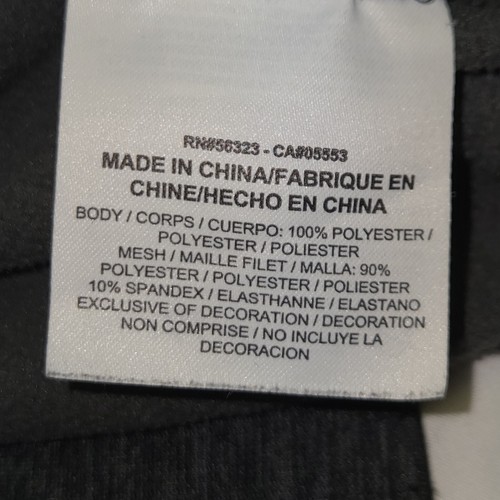 RN#56323 - CA#05553
MADE IN CHINA/FABRIQUE EN
CHINE/HECHO EN CHINA
BODY / CORPS / CUERPO: 100% POLYESTER /
POLYESTER / POLIESTER
MESH / MAILLE FILET / MALLA: 90%
POLYESTER / POLYESTER / POLIESTER
10% SPANDEX / ELASTHANNE / ELASTANO
EXCLUSIVE OF DECORATION / DECORATION
NON COMPRISE / NO INCLUYE LA
DECORACION